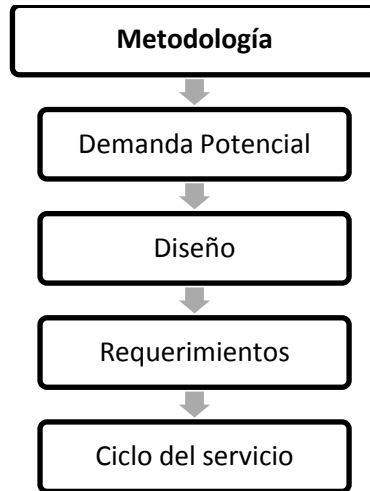 Metodología
Demanda Potencial
Diseño
Requerimientos
Ciclo del servicio